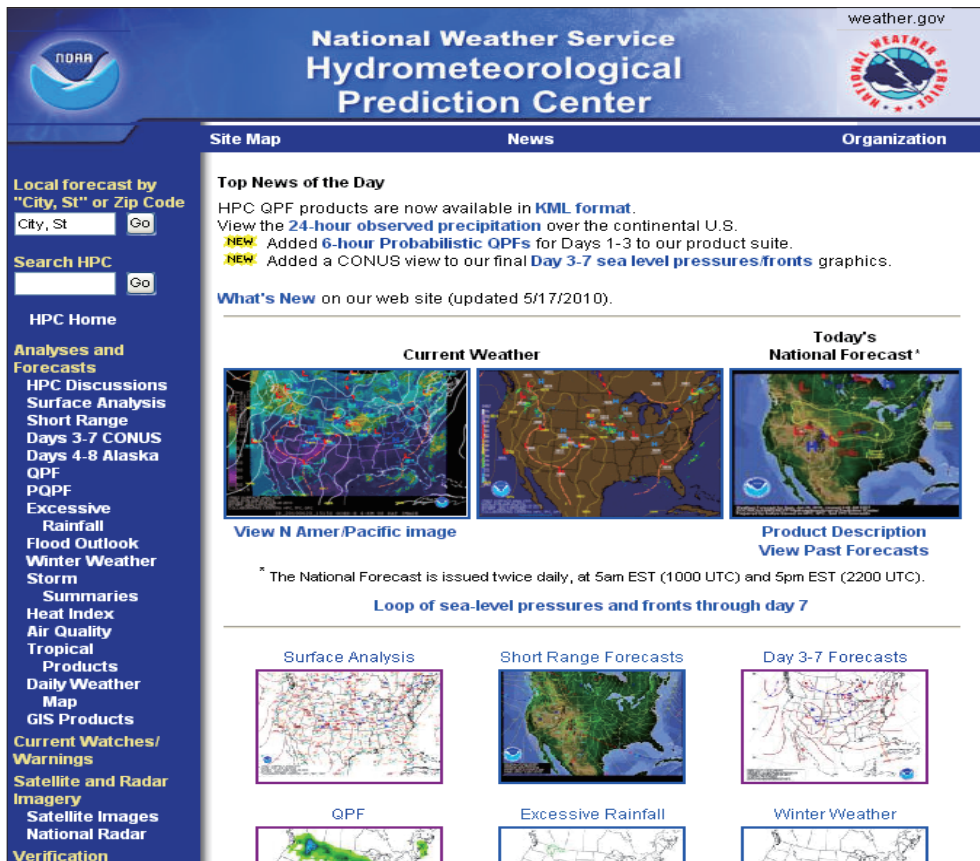 weather.gov
NOAA
National Weather Service
Hydrometeorological
Prediction Center
NATIONAL WEATHER SERVICE
Site Map News Organization
Local forecast by
"City, St" or Zip Code
City, St Go
Search HPC
Go
HPC Home
Analyses and
Forecasts
HPC Discussions
Surface Analysis
Short Range
Days 3-7 CONUS
Days 4-8 Alaska
QPF
PQPF
Excessive
Rainfall
Flood Outlook
Winter Weather
Storm
Summaries
Heat Index
Air Quality
Tropical
Products
Daily Weather
Map
GIS Products
Current Watches/
Warnings
Satellite and Radar
Imagery
Satellite Images
National Radar
Verification
Top News of the Day
HPC QPF products are now available in KML format.
View the 24-hour observed precipitation over the continental U.S.
NEW Added 6-hour Probabilistic QPFs for Days 1-3 to our product suite.
NEW Added a CONUS view to our final Day 3-7 sea level pressures/fronts graphics.
What's New on our web site (updated 5/17/2010).
Current Weather
Today's
National Forecast*
View N Amer/Pacific image
Product Description
View Past Forecasts
* The National Forecast is issued twice daily, at 5am EST (1000 UTC) and 5pm EST (2200 UTC).
Loop of sea-level pressures and fronts through day 7
Surface Analysis Short Range Forecasts Day 3-7 Forecasts
QPF Excessive Rainfall Winter Weather